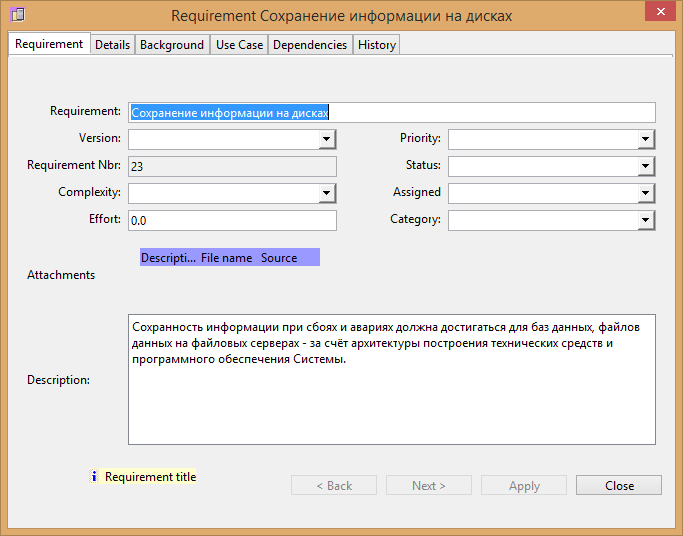 Requirement Сохранение информации на дисках
Requirement Details Background Use Case Dependencies History
Requirement: Сохранение информации на дисках
Version: Priority:
Requirement Nbr: 23 Status:
Complexity: Assigned
Effort: 0.0 Category:
Descripti... File name Source
Attachments
Сохранность информации при сбоях и авариях должна достигаться для баз данных, файлов
данных на файловых серверах - за счёт архитектуры построения технических средств и
программного обеспечения Системы.
Description:
i Requirement title
< Back Next > Apply Close